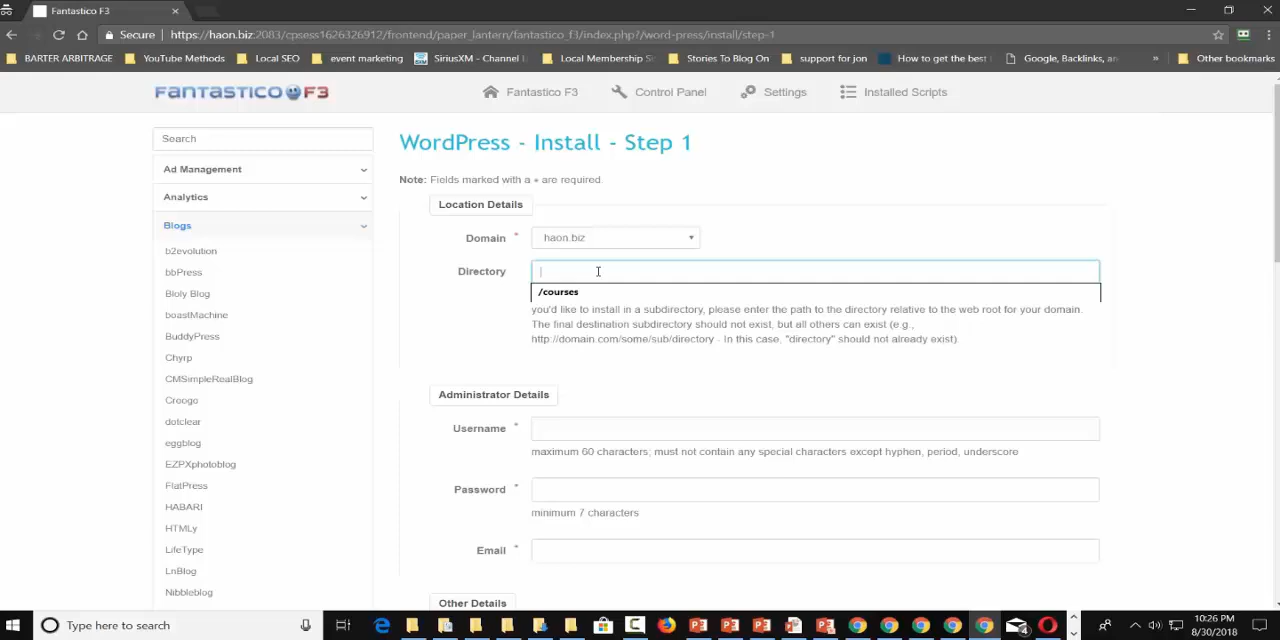 Fantastico F3
Secure | https://haon.biz:2083/cpsess1626326912/frontend/paper_lantern/fantastico_f3/index.php?/word-press/install/step-1
BARTER ARBITRAGE YouTube Methods Local SEO event marketing SiriusXM - Channel Local Membership Stories To Blog On support for jon How to get the best Google, Backlinks, » Other bookmarks
FANTASTICO F3 Fantastico F3 Control Panel Settings Installed Scripts
Search
Ad Management
Analytics
Blogs
b2evolution
bbPress
Bloly Blog
boastMachine
BuddyPress
Chyrp
CMSimpleRealBlog
Croogo
dotclear
eggblog
EZPXphotoblog
FlatPress
HABARI
HTMLy
LifeType
LnBlog
Nibbleblog
WordPress - Install - Step 1
Note: Fields marked with a * are required.
Location Details
Domain * haon.biz
Directory
/courses
you'd like to install in a subdirectory, please enter the path to the directory relative to the web root for your domain.
The final destination subdirectory should not exist, but all others can exist (e.g.,
http://domain.com/some/sub/directory - In this case, "directory" should not already exist)
Administrator Details
Username *
maximum 60 characters; must not contain any special characters except hyphen, period, underscore
Password *
minimum 7 characters
Email *
Other Details
Type here to search
4
10:26 PM
8/30/2018